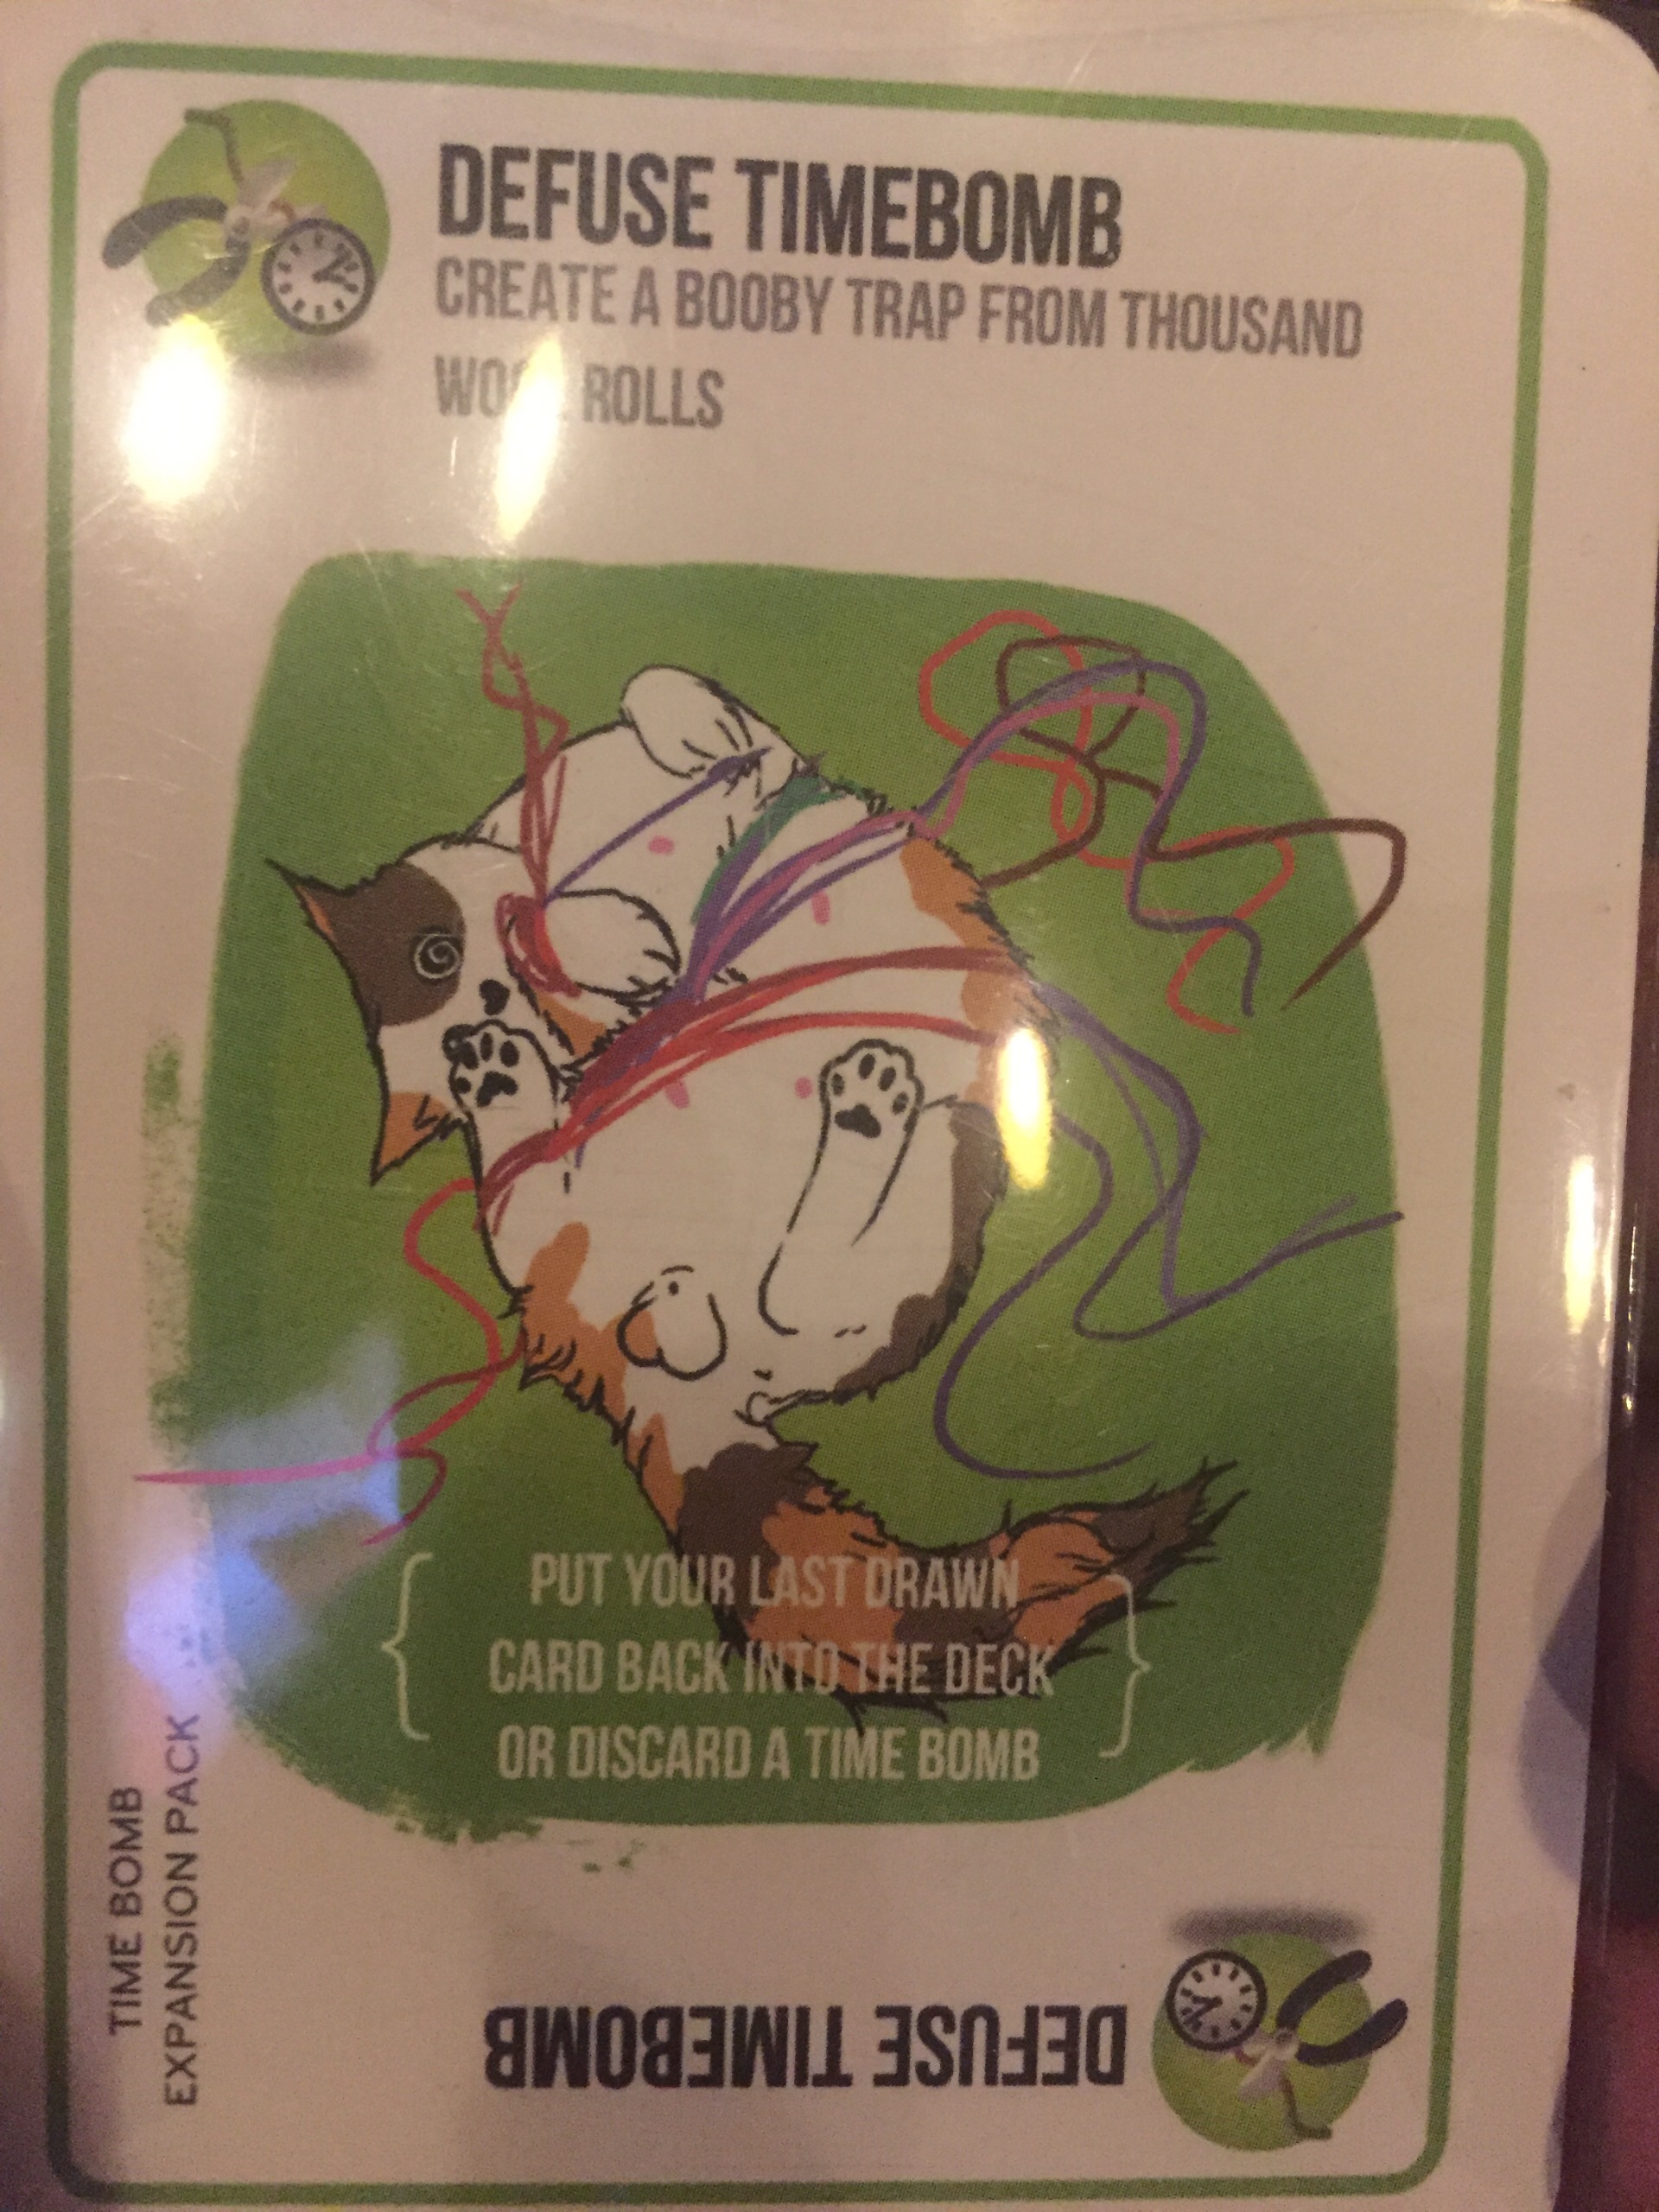 DEFUSE TIMEBOMB
CREATE A BOOBY TRAP FROM THOUSAND
ROLLS
PUT YOUR LAST DRAWN
CARD BACK INTO THE DECK
OR DISCARD A TIME BOMB
TIME BOMB
EXPANSION PACK
DEFUSE TIMEBOMB